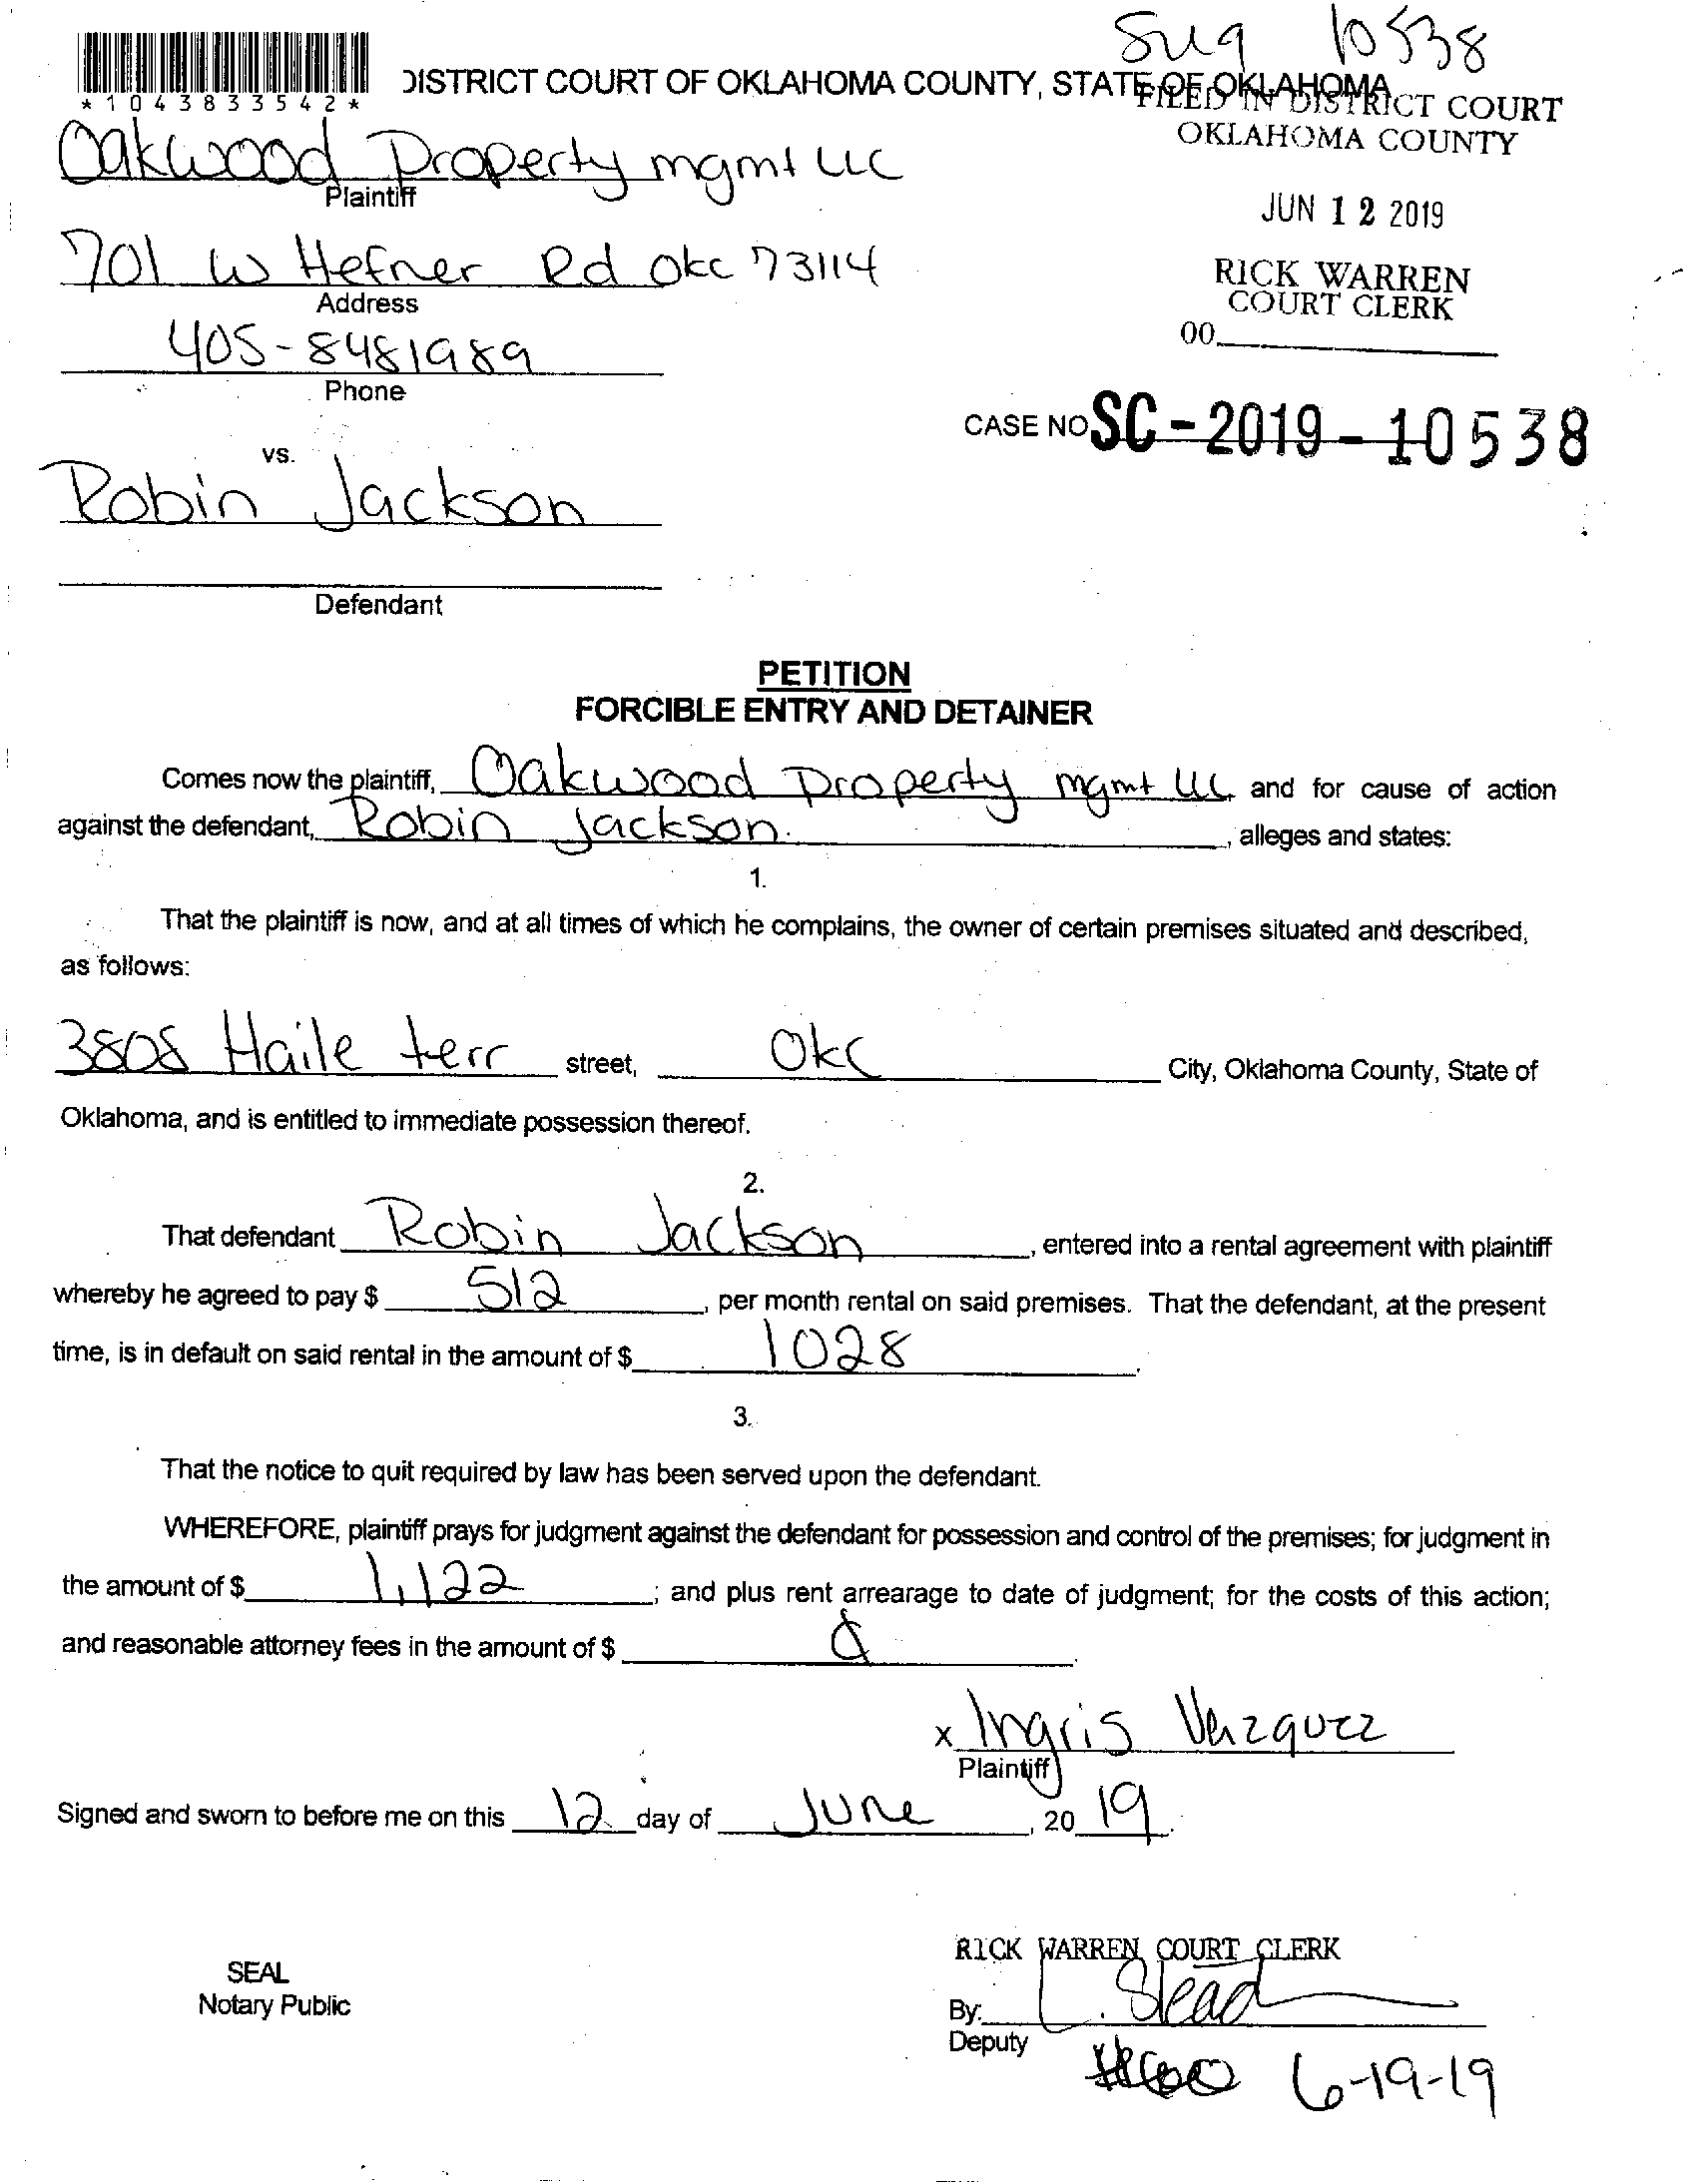 Sug 10538
*1043833542*
DISTRICT COURT OF OKLAHOMA COUNTY, STATE OF OKLAHOMA
FILED IN DISTRICT COURT
OKLAHOMA COUNTY
Oakwood Property mgmt LLC
Plaintiff
JUN 12 2019
701 W Hefner Rd Okc 73114
Address
RICK WARREN
COURT CLERK
00
405-8481989
Phone
CASE NO SC-2019-10538
vs.
Robin Jackson
Defendant
PETITION
FORCIBLE ENTRY AND DETAINER
Comes now the plaintiff, Oakwood Property mgmt LLC and for cause of action
against the defendant, Robin Jackson. , alleges and states:
1.
That the plaintiff is now, and at all times of which he complains, the owner of certain premises situated and described,
as follows:
3808 Haile terr street, Okc City, Oklahoma County, State of
Oklahoma, and is entitled to immediate possession thereof.
2.
That defendant Robin Jackson, entered into a rental agreement with plaintiff
whereby he agreed to pay $ 512, per month rental on said premises. That the defendant, at the present
time, is in default on said rental in the amount of $ 1028.
3.
That the notice to quit required by law has been served upon the defendant.
WHEREFORE, plaintiff prays for judgment against the defendant for possession and control of the premises; for judgment in
the amount of $ 1,122; and plus rent arrearage to date of judgment; for the costs of this action;
and reasonable attorney fees in the amount of $ .
x Ingris Vazquez
Plaintiff
Signed and sworn to before me on this 12 day of June, 2019.
RICK WARREN COURT CLERK
SEAL
Notary Public
By: L. Slead
Deputy
6-19-19